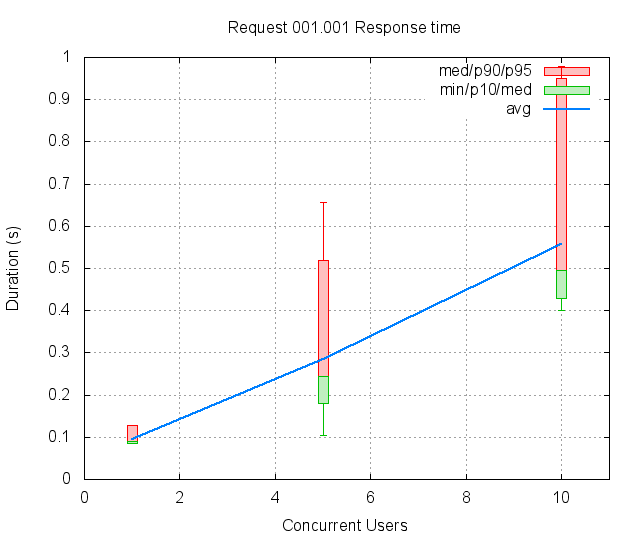 Request 001.001 Response time
med/p90/p95
min/p10/med
avg
1
0.9
0.8
0.7
0.6
0.5
0.4
0.3
0.2
0.1
0
Duration (s)
0 2 4 6 8 10
Concurrent Users